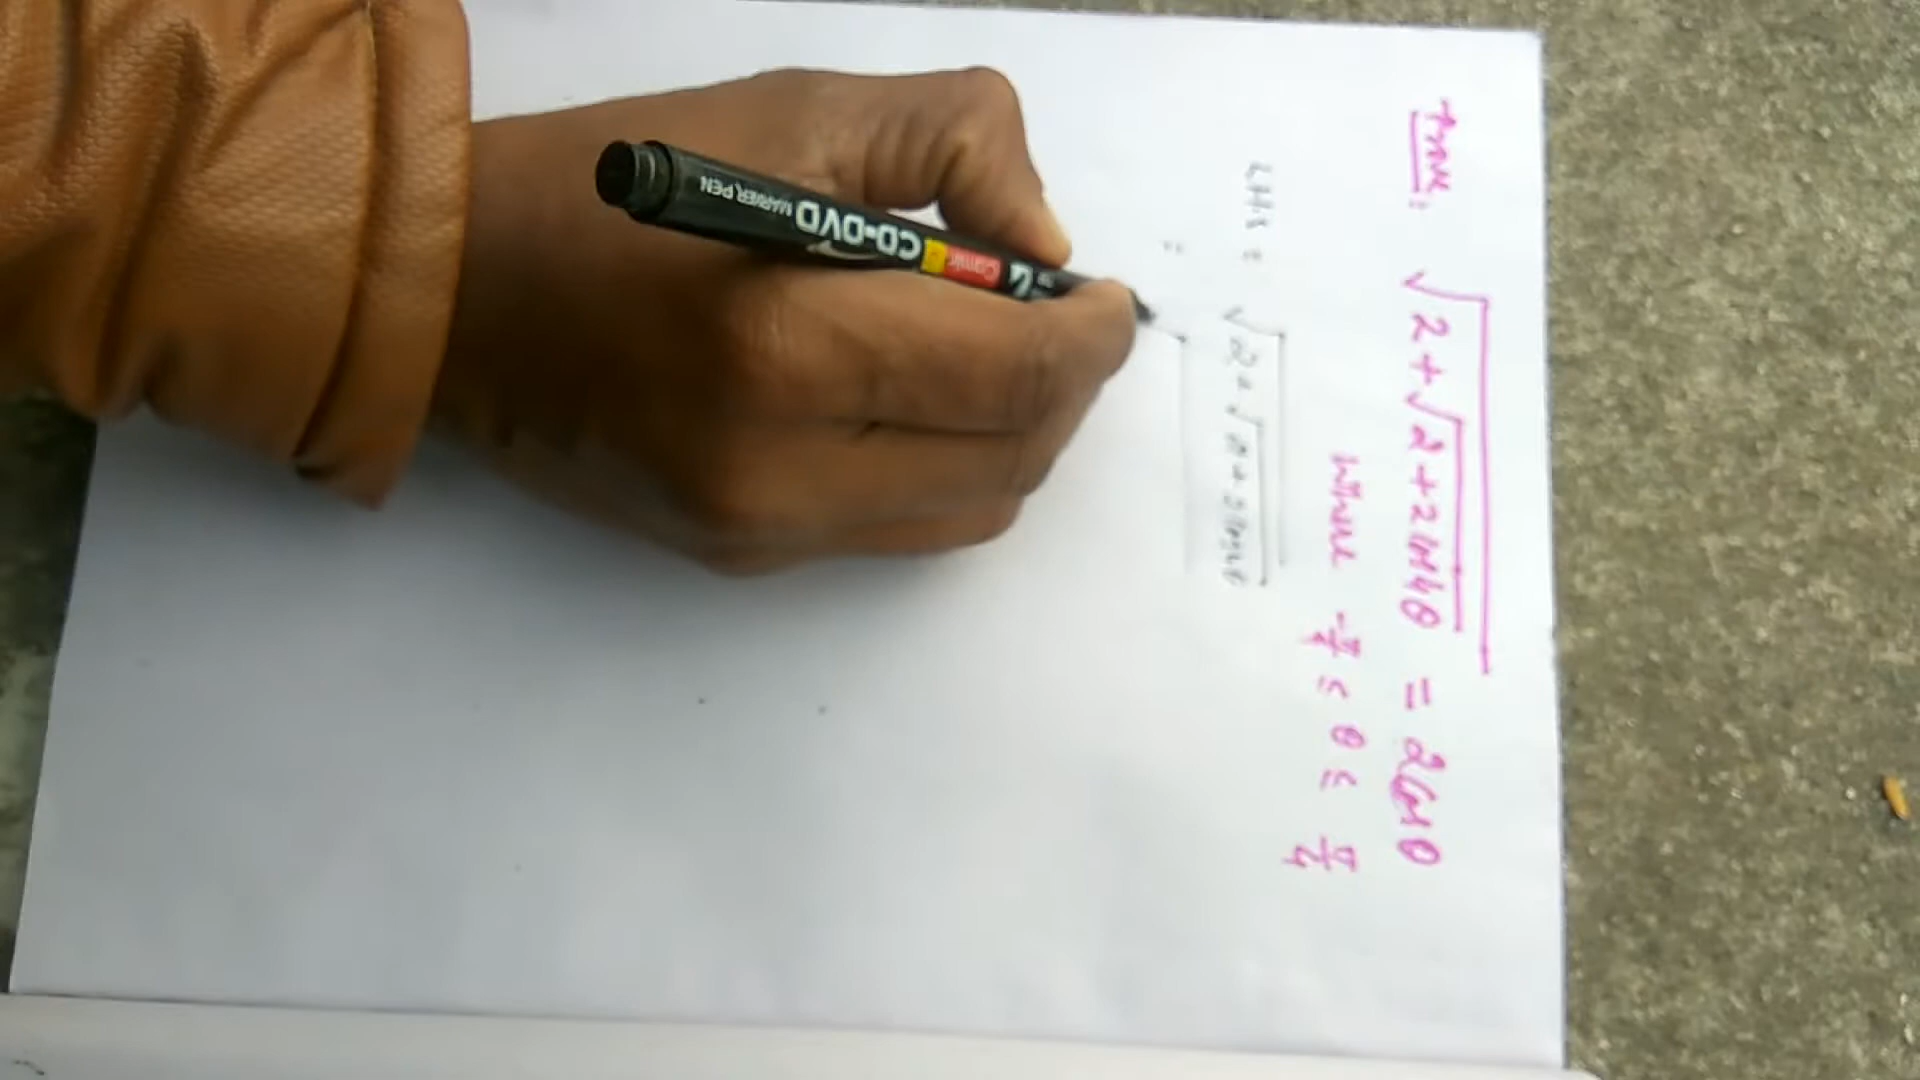 Prove: √2+√2+2cos4θ = 2cosθ
where -π/4 ≤ θ ≤ π/4
LHS = √2+√2+2cos4θ
=
CD-DVD MARKER PEN
Camlin